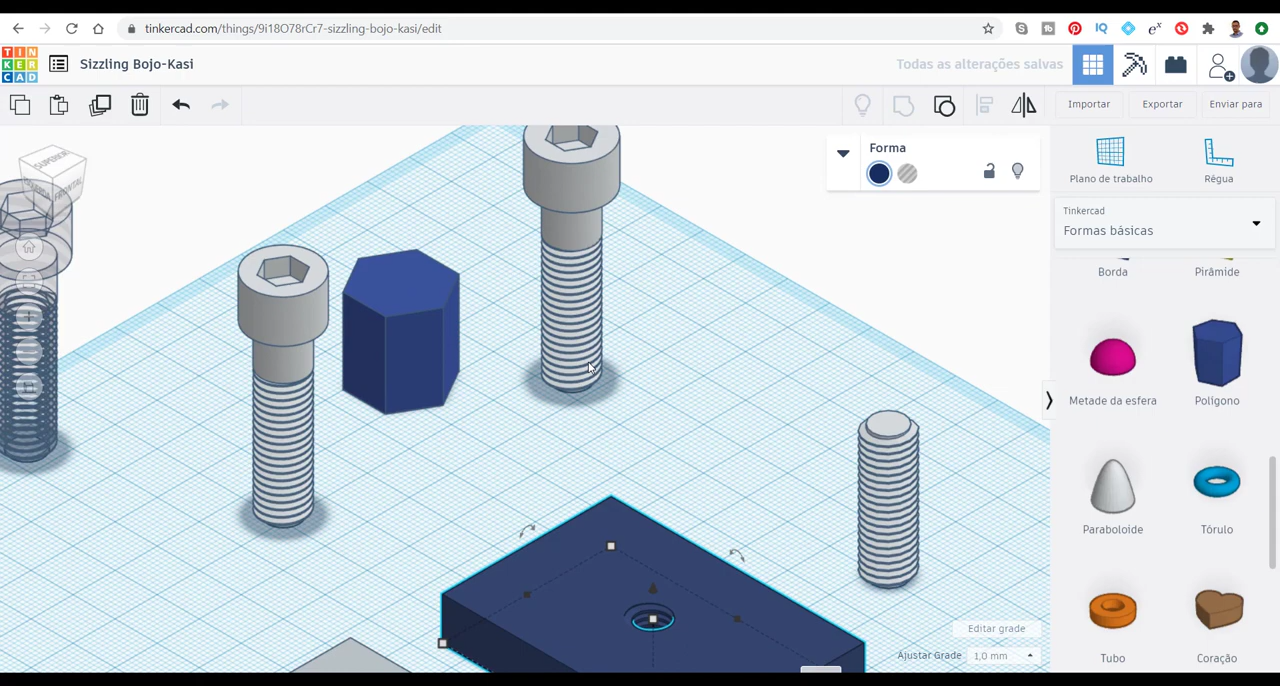 tinkercad.com/things/9i18O78rCr7-sizzling-bojo-kasi/edit
TIN
KER
CAD
Sizzling Bojo-Kasi
Todas as alterações salvas
Importar
Exportar
Enviar para
SUPERIOR
FRONTAL
Forma
Plano de trabalho
Régua
Tinkercad
Formas básicas
Borda
Pirâmide
Metade da esfera
Polígono
Paraboloide
Tórulo
Tubo
Coração
Editar grade
Ajustar Grade
1,0 mm